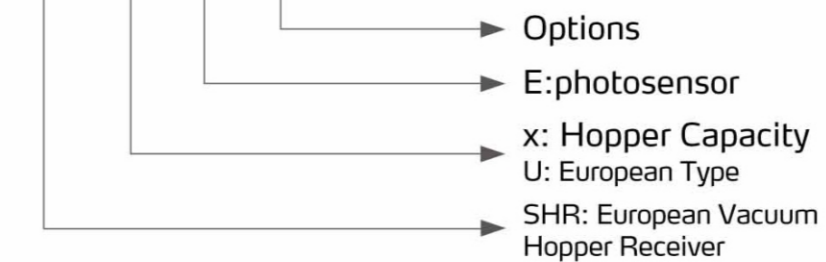 Options
E:photosensor
x: Hopper Capacity
U: European Type
SHR: European Vacuum
Hopper Receiver